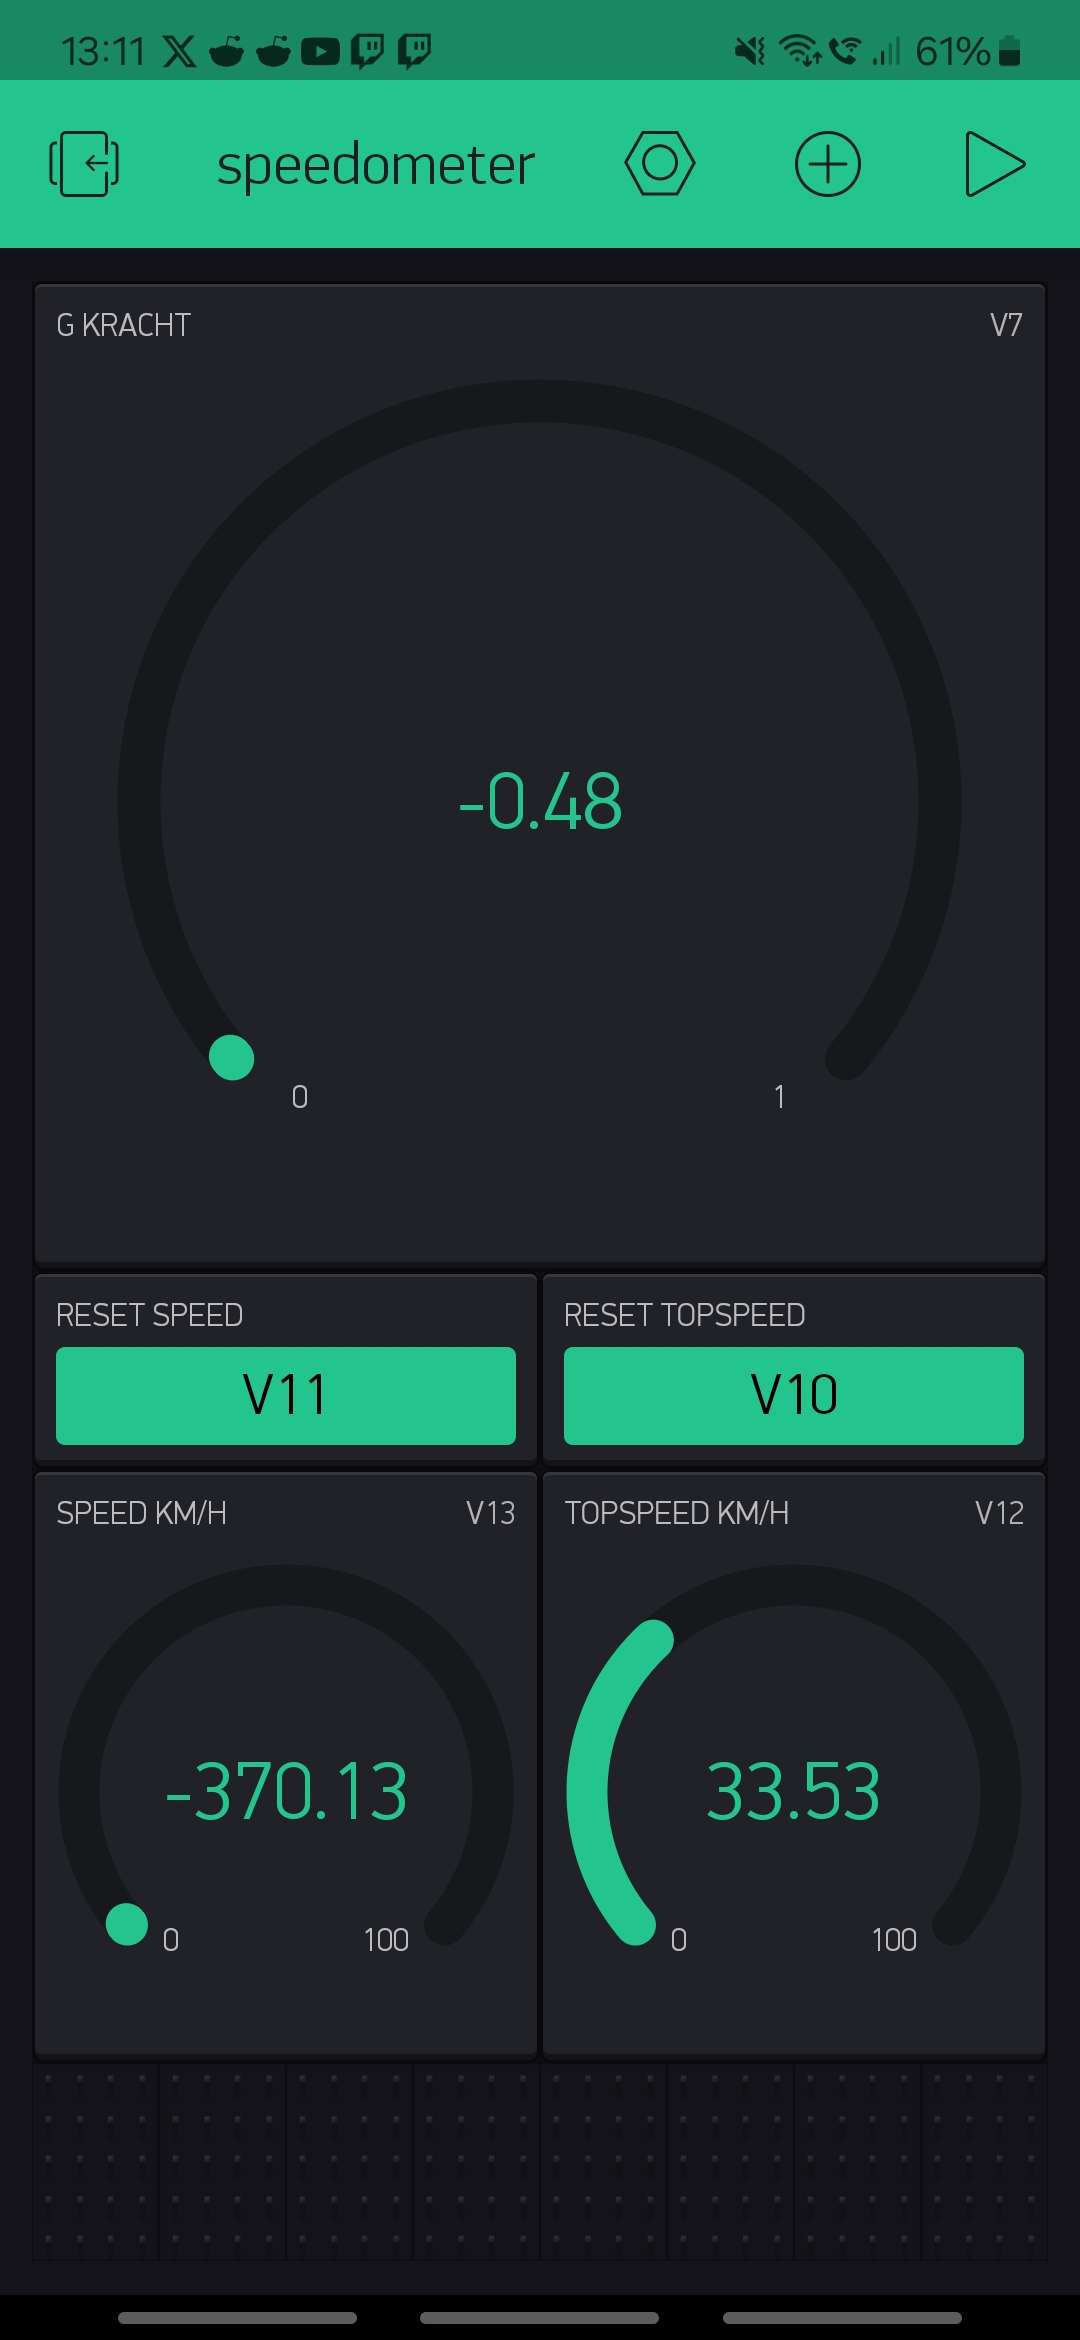 13:11 61%
speedometer
G KRACHT V7
-0.48
0 1
RESET SPEED RESET TOPSPEED
V11 V10
SPEED KM/H V13 TOPSPEED KM/H V12
-370.13 33.53
0 100 0 100